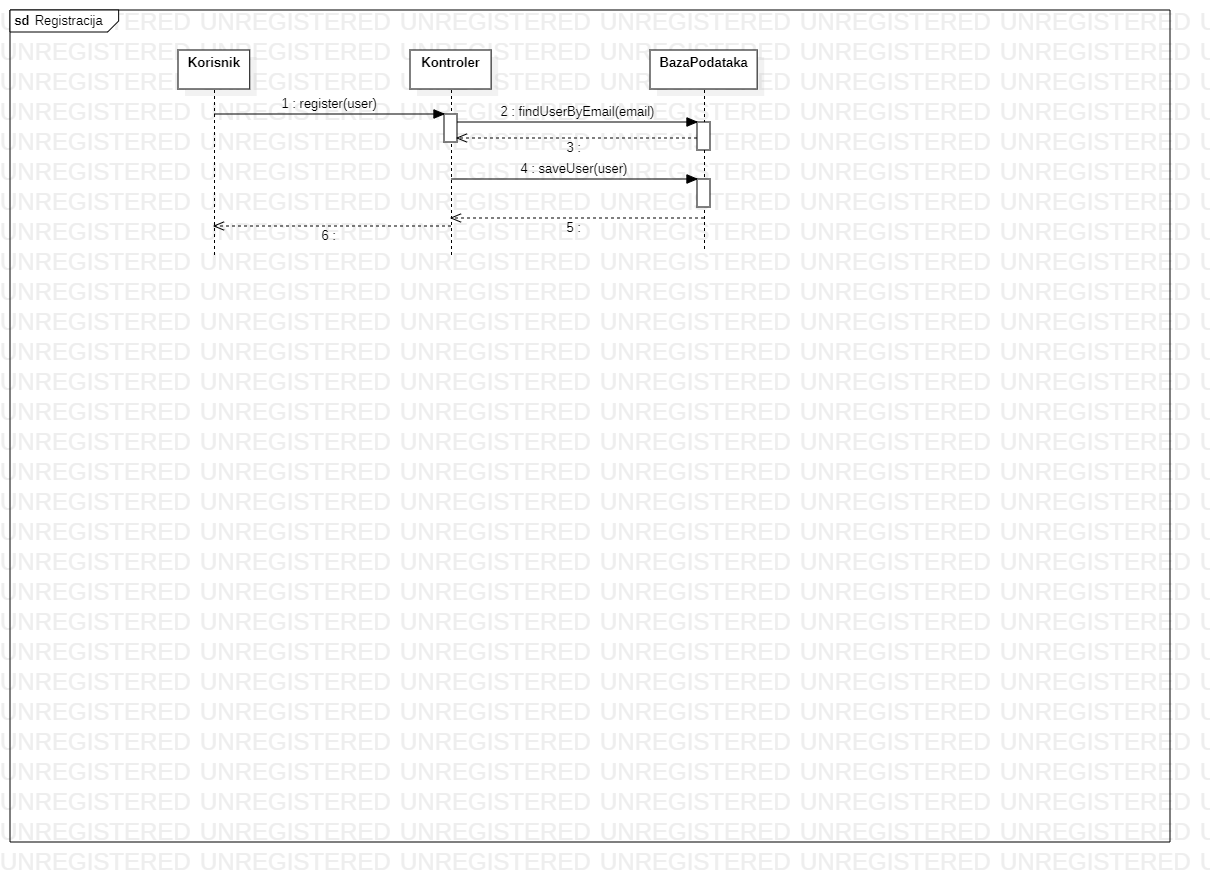 sd Registracija
Korisnik
Kontroler
BazaPodataka
1 : register(user)
2 : findUserByEmail(email)
3 :
4 : saveUser(user)
5 :
6 :
UNREGISTERED